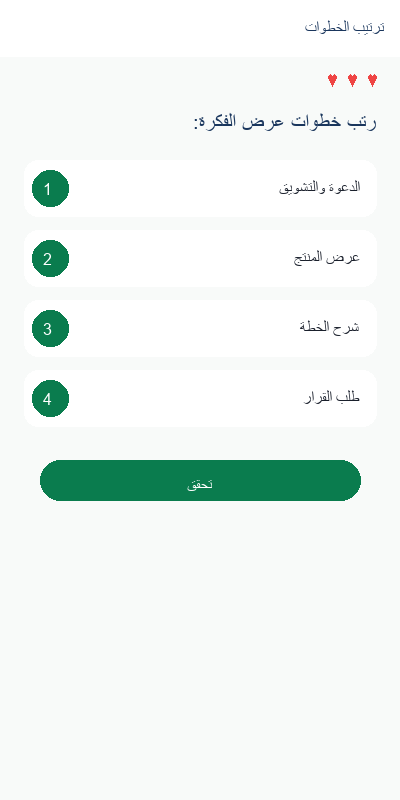 ترتيب الخطوات
♥ ♥ ♥
رتب خطوات عرض الفكرة:
الدعوة والتشويق 1
عرض المنتج 2
شرح الخطة 3
طلب القرار 4
تحقق